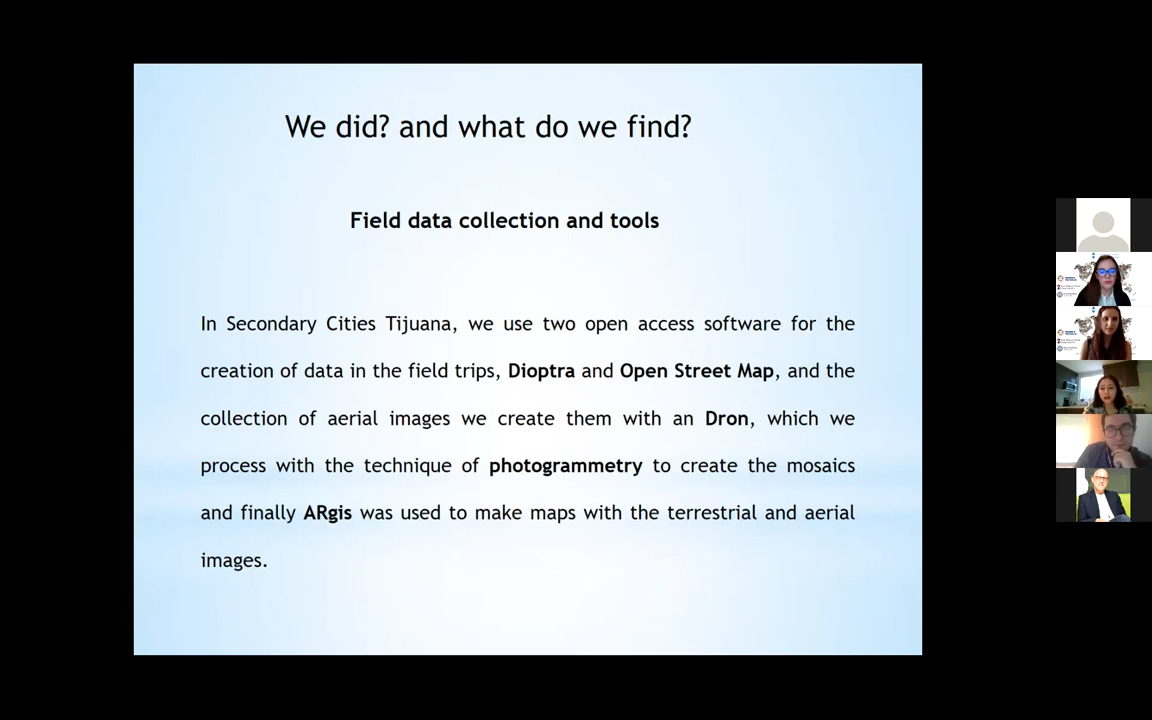 We did? and what do we find?
Field data collection and tools
In Secondary Cities Tijuana, we use two open access software for the
creation of data in the field trips, Dioptra and Open Street Map, and the
collection of aerial images we create them with an Dron, which we
process with the technique of photogrammetry to create the mosaics
and finally ARgis was used to make maps with the terrestrial and aerial
images.